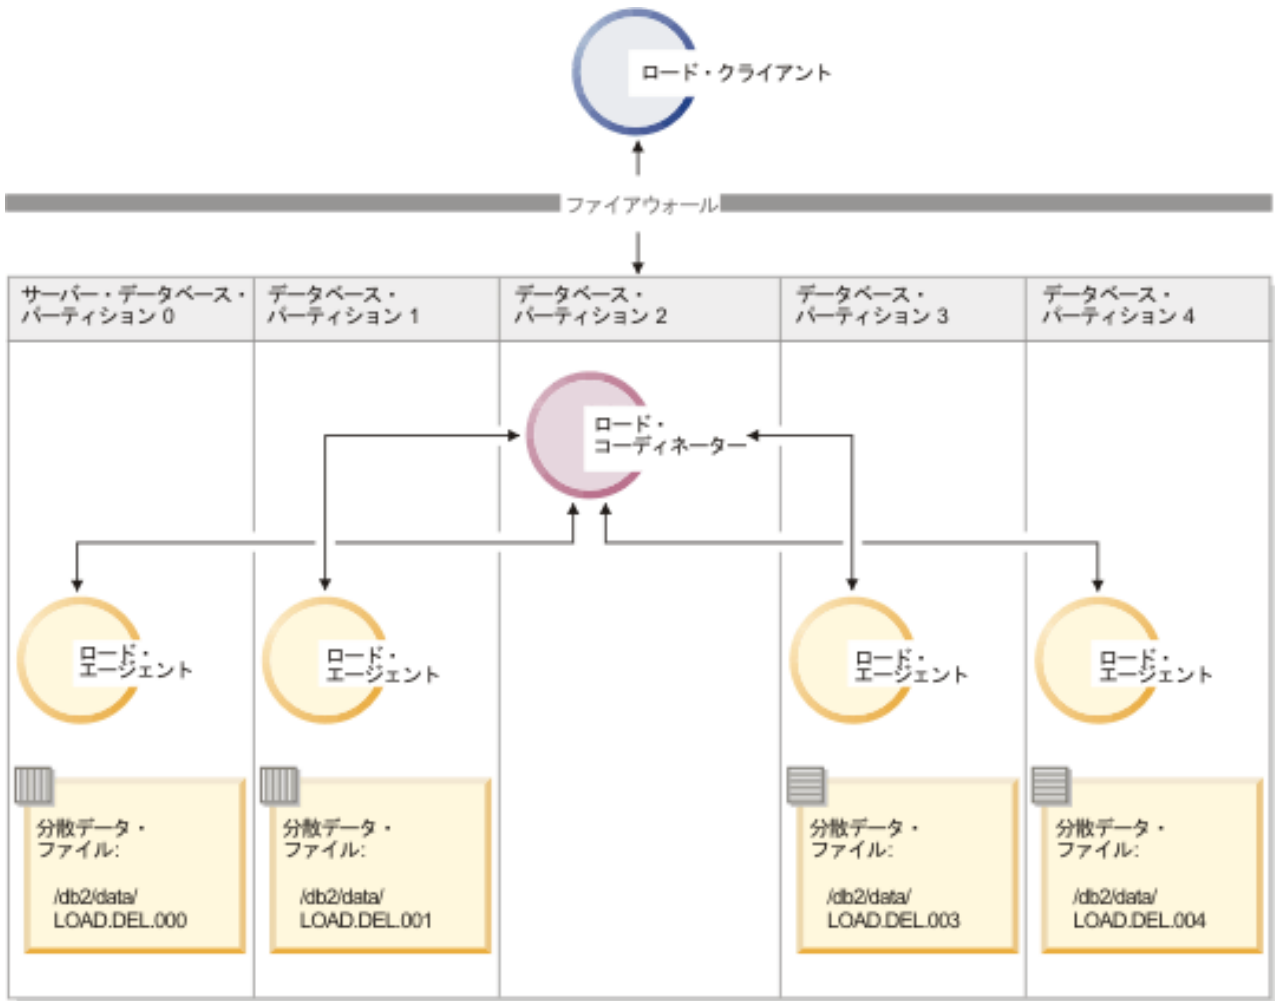 ロード・クライアント
ファイアウォール
サーバー・データベース・
パーティション 0
データベース・
パーティション 1
データベース・
パーティション 2
データベース・
パーティション 3
データベース・
パーティション 4
ロード・
コーディネーター
ロード・
エージェント
ロード・
エージェント
ロード・
エージェント
ロード・
エージェント
分散データ・
ファイル:
/db2/data/
LOAD.DEL.000
分散データ・
ファイル:
/db2/data/
LOAD.DEL.001
分散データ・
ファイル:
/db2/data/
LOAD.DEL.003
分散データ・
ファイル:
/db2/data/
LOAD.DEL.004